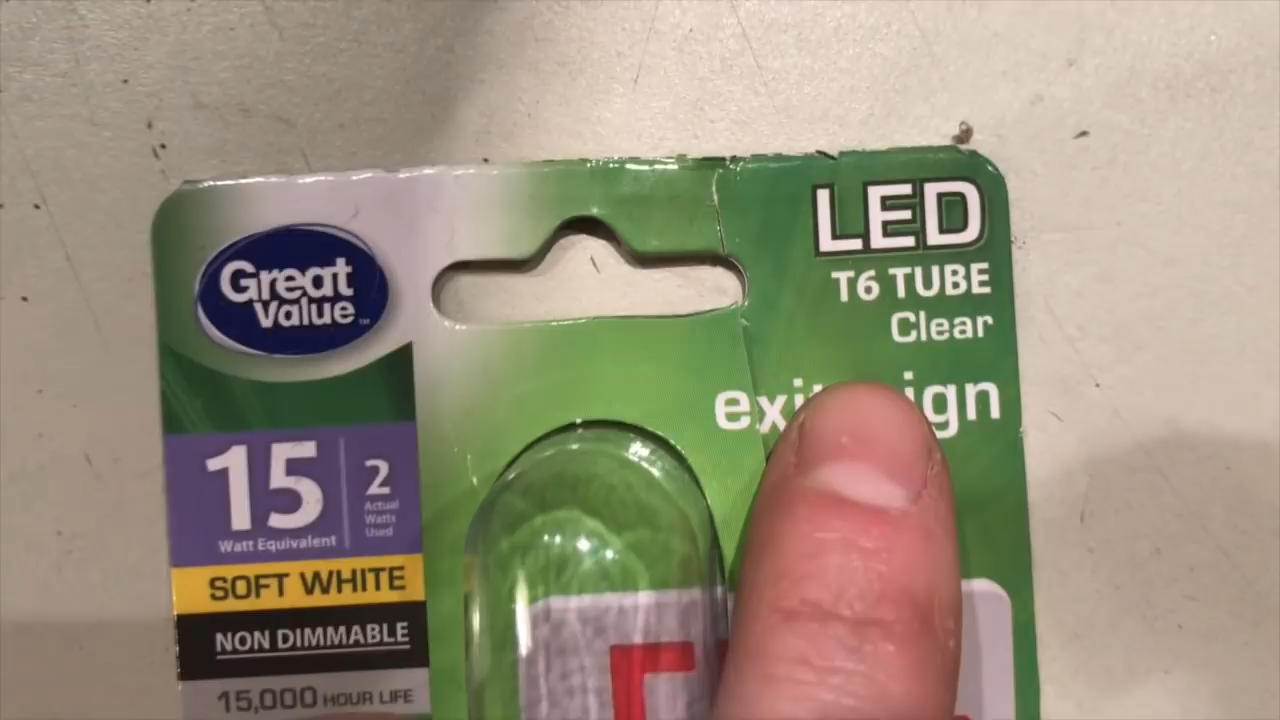 Great
Value™
LED
T6 TUBE
Clear
15
Watt Equivalent
2
Actual
Watts
Used
SOFT WHITE
NON DIMMABLE
15,000 HOUR LIFE